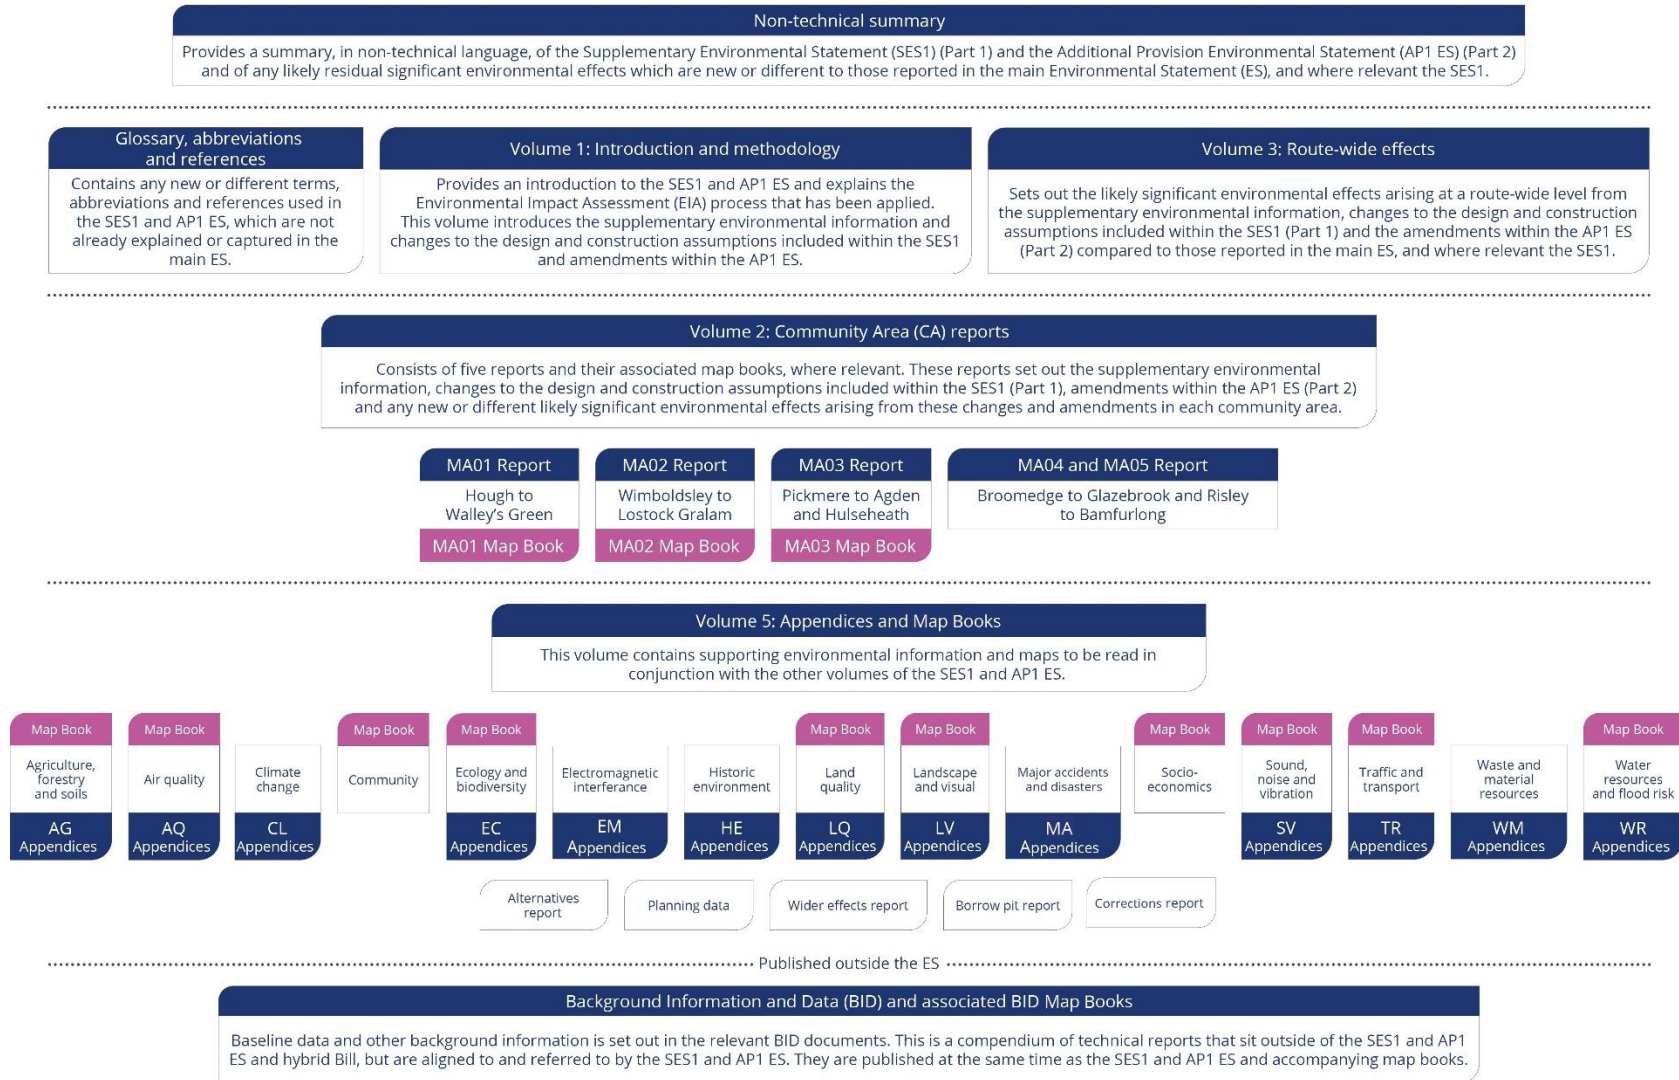 Non-technical summary
Provides a summary, in non-technical language, of the Supplementary Environmental Statement (SES1) (Part 1) and the Additional Provision Environmental Statement (AP1 ES) (Part 2)
and of any likely residual significant environmental effects which are new or different to those reported in the main Environmental Statement (ES), and where relevant the SES1.
Glossary, abbreviations
and references
Contains any new or different terms,
abbreviations and references used in
the SES1 and AP1 ES, which are not
already explained or captured in the
main ES.
Volume 1: Introduction and methodology
Provides an introduction to the SES1 and AP1 ES and explains the
Environmental Impact Assessment (EIA) process that has been applied.
This volume introduces the supplementary environmental information and
changes to the design and construction assumptions included within the SES1
and amendments within the AP1 ES.
Volume 3: Route-wide effects
Sets out the likely significant environmental effects arising at a route-wide level from
the supplementary environmental information, changes to the design and construction
assumptions included within the SES1 (Part 1) and the amendments within the AP1 ES
(Part 2) compared to those reported in the main ES, and where relevant the SES1.
Volume 2: Community Area (CA) reports
Consists of five reports and their associated map books, where relevant. These reports set out the supplementary environmental
information, changes to the design and construction assumptions included within the SES1 (Part 1), amendments within the AP1 ES (Part 2)
and any new or different likely significant environmental effects arising from these changes and amendments in each community area.
MA01 Report
Hough to
Walley's Green
MA01 Map Book
MA02 Report
Wimboldsley to
Lostock Gralam
MA02 Map Book
MA03 Report
Pickmere to Agden
and Hulseheath
MA03 Map Book
MA04 and MA05 Report
Broomedge to Glazebrook and Risley
to Bamfurlong
Volume 5: Appendices and Map Books
This volume contains supporting environmental information and maps to be read in
conjunction with the other volumes of the SES1 and AP1 ES.
Map Book
Agriculture,
forestry
and soils
AG
Appendices
Map Book
Air quality
AQ
Appendices
Climate
change
CL
Appendices
Map Book
Community
Map Book
Ecology and
biodiversity
EC
Appendices
Electromagnetic
interferance
EM
Appendices
Historic
environment
HE
Appendices
Map Book
Land
quality
LQ
Appendices
Map Book
Landscape
and visual
LV
Appendices
Major accidents
and disasters
MA
Appendices
Map Book
Socio-
economics
Map Book
Sound,
noise and
vibration
SV
Appendices
Map Book
Traffic and
transport
TR
Appendices
Waste and
material
resources
WM
Appendices
Map Book
Water
resources
and flood risk
WR
Appendices
Alternatives
report
Planning data
Wider effects report
Borrow pit report
Corrections report
Published outside the ES
Background Information and Data (BID) and associated BID Map Books
Baseline data and other background information is set out in the relevant BID documents. This is a compendium of technical reports that sit outside of the SES1 and AP1
ES and hybrid Bill, but are aligned to and referred to by the SES1 and AP1 ES. They are published at the same time as the SES1 and AP1 ES and accompanying map books.